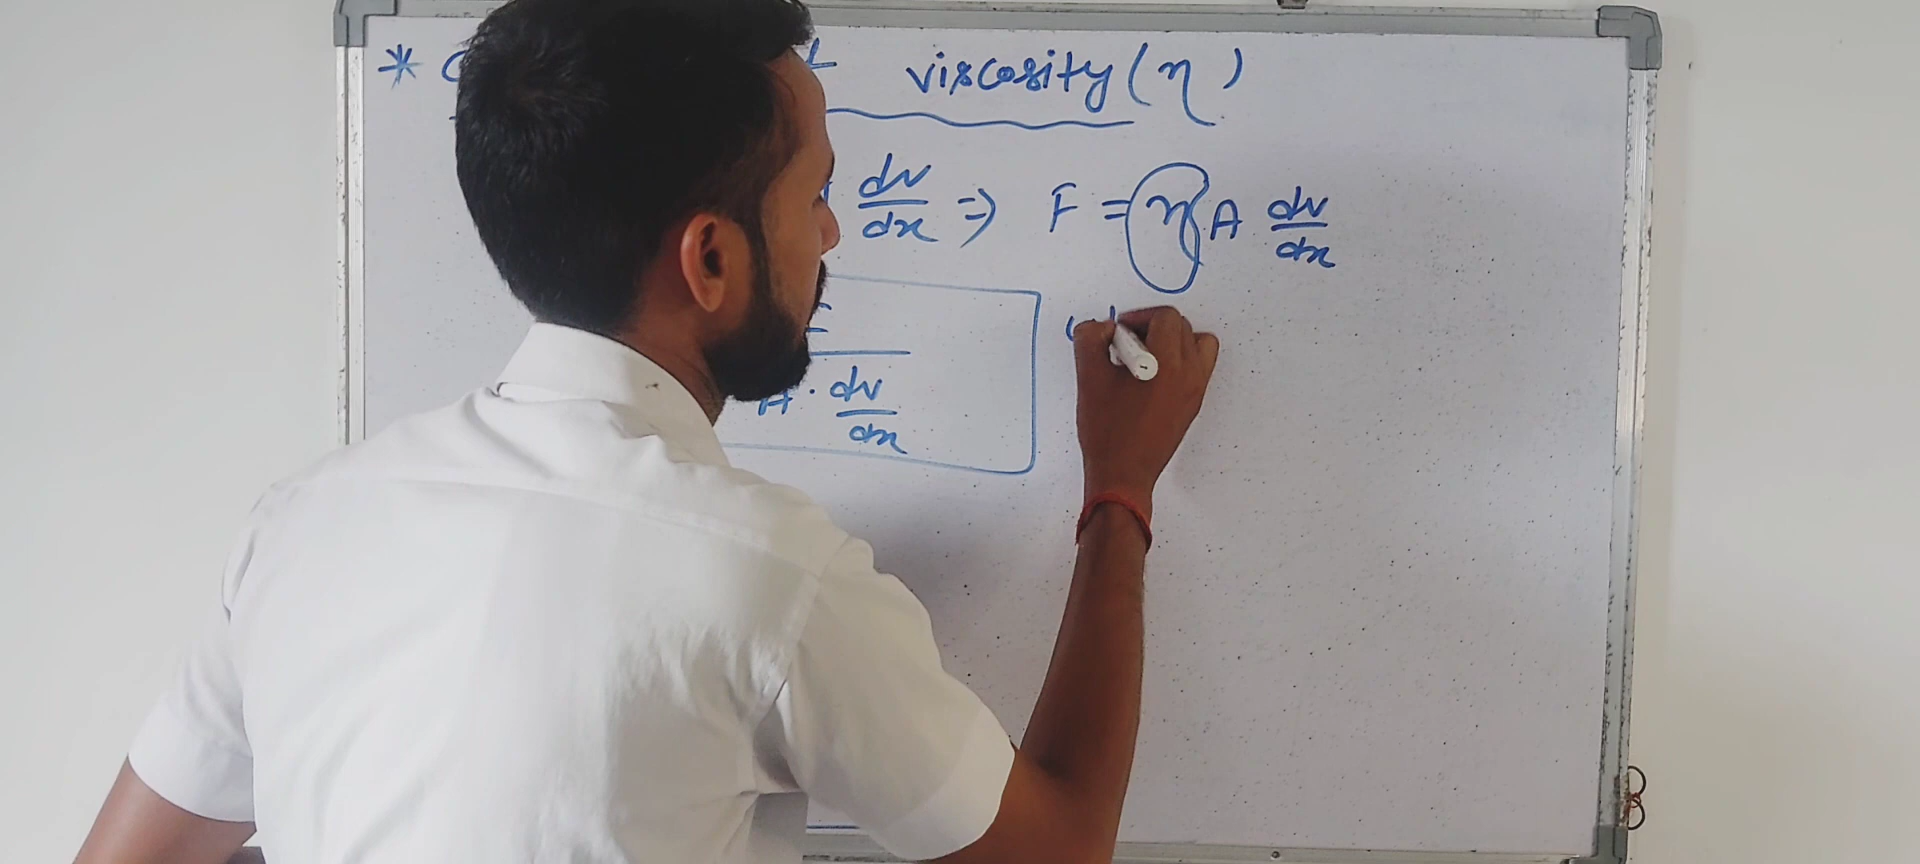 * viscosity (η)
dv/dx ⇒ F = η A dv/dx
A · dv/dx